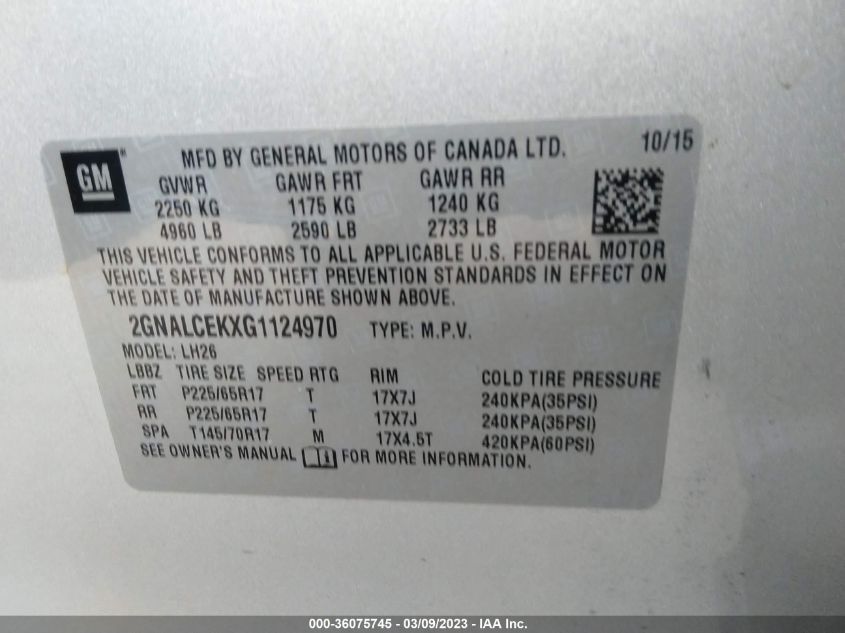 GM
MFD BY GENERAL MOTORS OF CANADA LTD. 10/15
GVWR GAWR FRT GAWR RR
2250 KG 1175 KG 1240 KG
4960 LB 2590 LB 2733 LB
THIS VEHICLE CONFORMS TO ALL APPLICABLE U.S. FEDERAL MOTOR
VEHICLE SAFETY AND THEFT PREVENTION STANDARDS IN EFFECT ON
THE DATE OF MANUFACTURE SHOWN ABOVE.
2GNALCEKXG1124970 TYPE: M.P.V.
MODEL: LH26
LBBZ TIRE SIZE SPEED RTG RIM COLD TIRE PRESSURE
FRT P225/65R17 T 17X7J 240KPA(35PSI)
RR P225/65R17 T 17X7J 240KPA(35PSI)
SPA T145/70R17 M 17X4.5T 420KPA(60PSI)
SEE OWNER'S MANUAL FOR MORE INFORMATION.
000-36075745 - 03/09/2023 - IAA Inc.